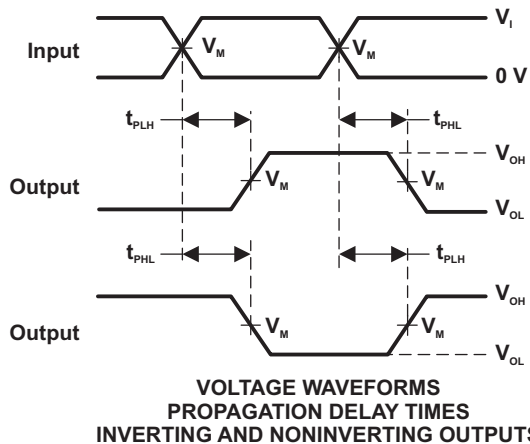 V_I
Input
V_M
V_M
0 V
t_PLH
t_PHL
V_OH
Output
V_M
V_M
V_OL
t_PHL
t_PLH
V_OH
Output
V_M
V_M
V_OL
VOLTAGE WAVEFORMS
PROPAGATION DELAY TIMES
INVERTING AND NONINVERTING OUTPUTS